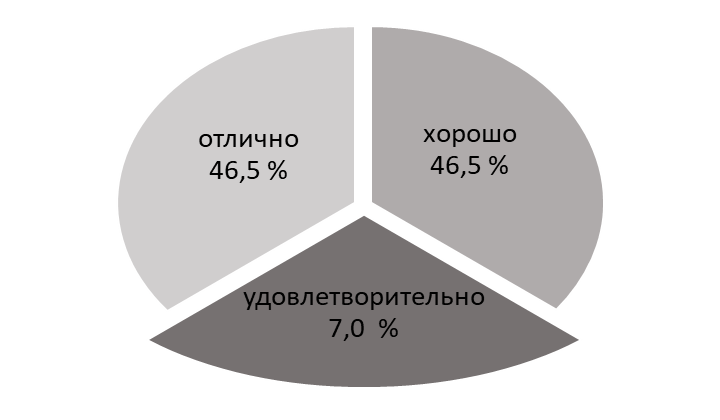 отлично
46,5 %
хорошо
46,5 %
удовлетворительно
7,0 %